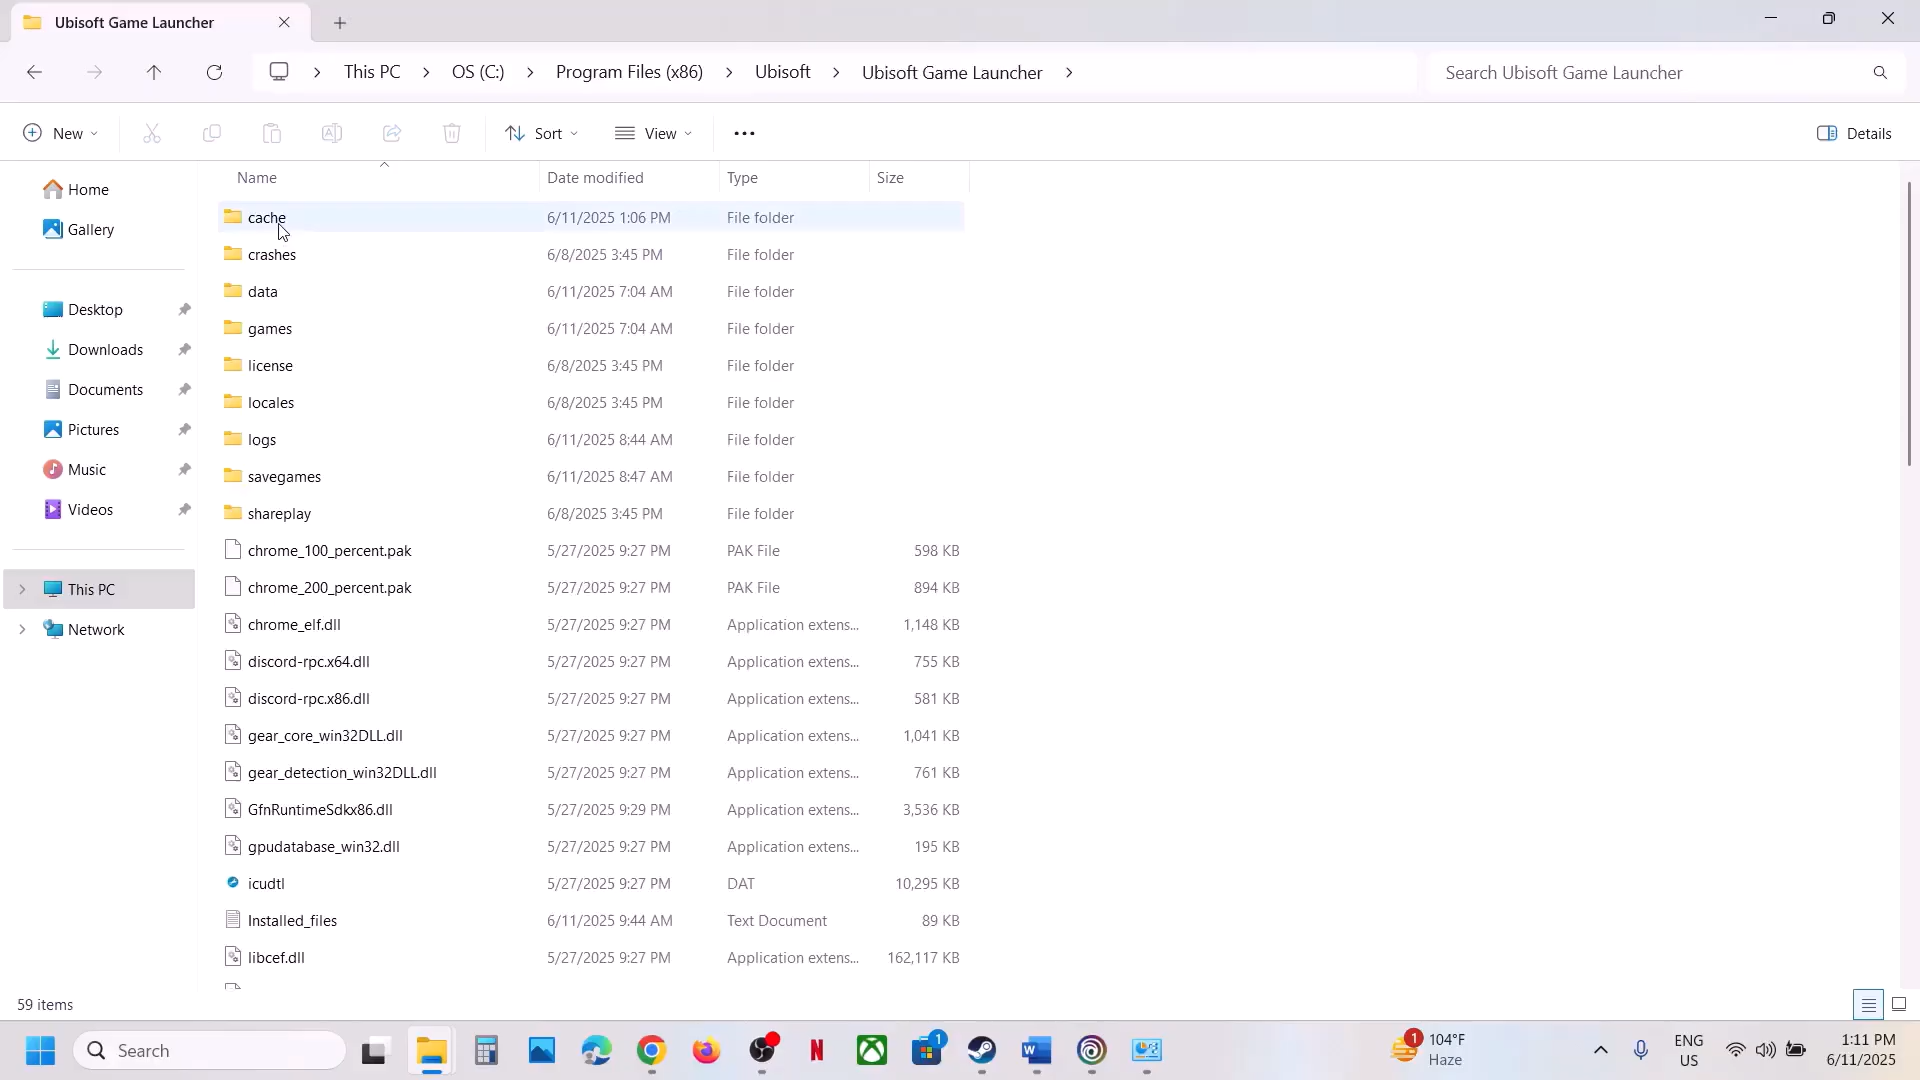 Ubisoft Game Launcher
This PC > OS (C:) > Program Files (x86) > Ubisoft > Ubisoft Game Launcher >
Search Ubisoft Game Launcher
New
Sort
View
Details
Home
Gallery
Desktop
Downloads
Documents
Pictures
Music
Videos
This PC
Network
Name Date modified Type Size
cache 6/11/2025 1:06 PM File folder
crashes 6/8/2025 3:45 PM File folder
data 6/11/2025 7:04 AM File folder
games 6/11/2025 7:04 AM File folder
license 6/8/2025 3:45 PM File folder
locales 6/8/2025 3:45 PM File folder
logs 6/11/2025 8:44 AM File folder
savegames 6/11/2025 8:47 AM File folder
shareplay 6/8/2025 3:45 PM File folder
chrome_100_percent.pak 5/27/2025 9:27 PM PAK File 598 KB
chrome_200_percent.pak 5/27/2025 9:27 PM PAK File 894 KB
chrome_elf.dll 5/27/2025 9:27 PM Application extens... 1,148 KB
discord-rpc.x64.dll 5/27/2025 9:27 PM Application extens... 755 KB
discord-rpc.x86.dll 5/27/2025 9:27 PM Application extens... 581 KB
gear_core_win32DLL.dll 5/27/2025 9:27 PM Application extens... 1,041 KB
gear_detection_win32DLL.dll 5/27/2025 9:27 PM Application extens... 761 KB
GfnRuntimeSdkx86.dll 5/27/2025 9:29 PM Application extens... 3,536 KB
gpudatabase_win32.dll 5/27/2025 9:27 PM Application extens... 195 KB
icudtl 5/27/2025 9:27 PM DAT 10,295 KB
Installed_files 6/11/2025 9:44 AM Text Document 89 KB
libcef.dll 5/27/2025 9:27 PM Application extens... 162,117 KB
59 items
Search
N
W
1
1
104°F
Haze
ENG
US
1:11 PM
6/11/2025